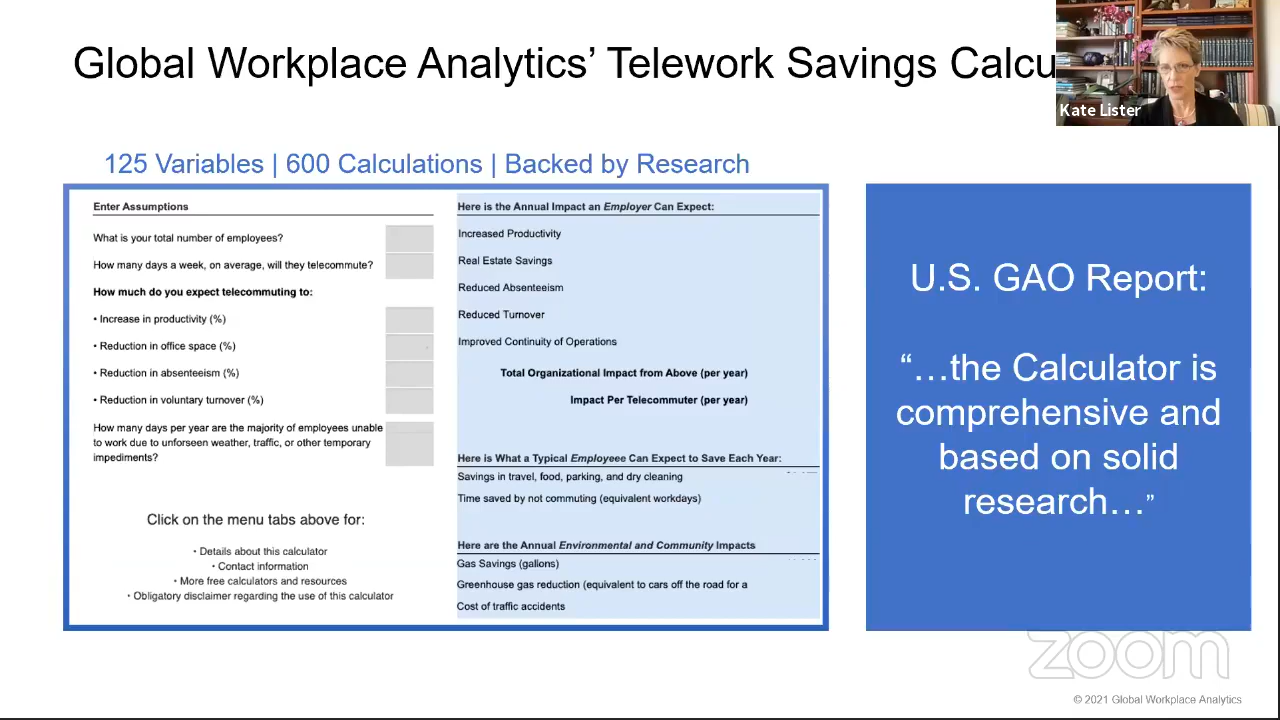 Global Workplace Analytics’ Telework Savings Calcu
Kate Lister
125 Variables | 600 Calculations | Backed by Research
Enter Assumptions
What is your total number of employees?
How many days a week, on average, will they telecommute?
How much do you expect telecommuting to:
• Increase in productivity (%)
• Reduction in office space (%)
• Reduction in absenteeism (%)
• Reduction in voluntary turnover (%)
How many days per year are the majority of employees unable
to work due to unforseen weather, traffic, or other temporary
impediments?
Click on the menu tabs above for:
• Details about this calculator
• Contact information
• More free calculators and resources
• Obligatory disclaimer regarding the use of this calculator
Here is the Annual Impact an Employer Can Expect:
Increased Productivity
Real Estate Savings
Reduced Absenteeism
Reduced Turnover
Improved Continuity of Operations
Total Organizational Impact from Above (per year)
Impact Per Telecommuter (per year)
Here is What a Typical Employeee Can Expect to Save Each Year:
Savings in travel, food, parking, and dry cleaning
Time saved by not commuting (equivalent workdays)
Here are the Annual Environmental and Community Impacts
Gas Savings (gallons)
Greenhouse gas reduction (equivalent to cars off the road for a
Cost of traffic accidents
U.S. GAO Report:
“…the Calculator is
comprehensive and
based on solid
research…”
zoom
© 2021 Global Workplace Analytics